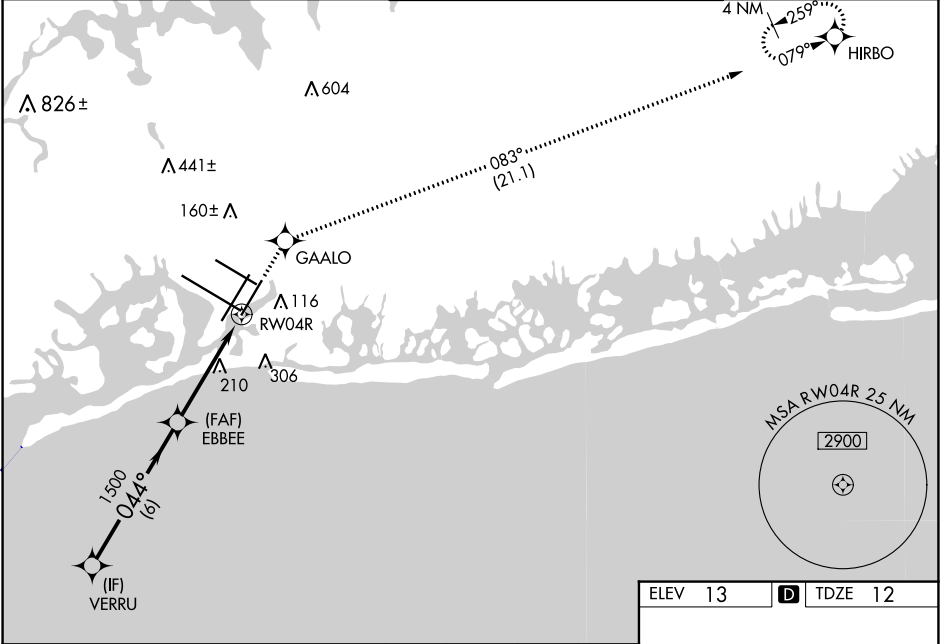 4 NM
259°
079°
HIRBO
604
826±
083°
(21.1)
441±
160±
GAALO
116
RW04R
210
306
(FAF)
EBBEE
MSA RW04R 25 NM
2900
1500
044°
(6)
(IF)
VERRU
ELEV 13 D TDZE 12